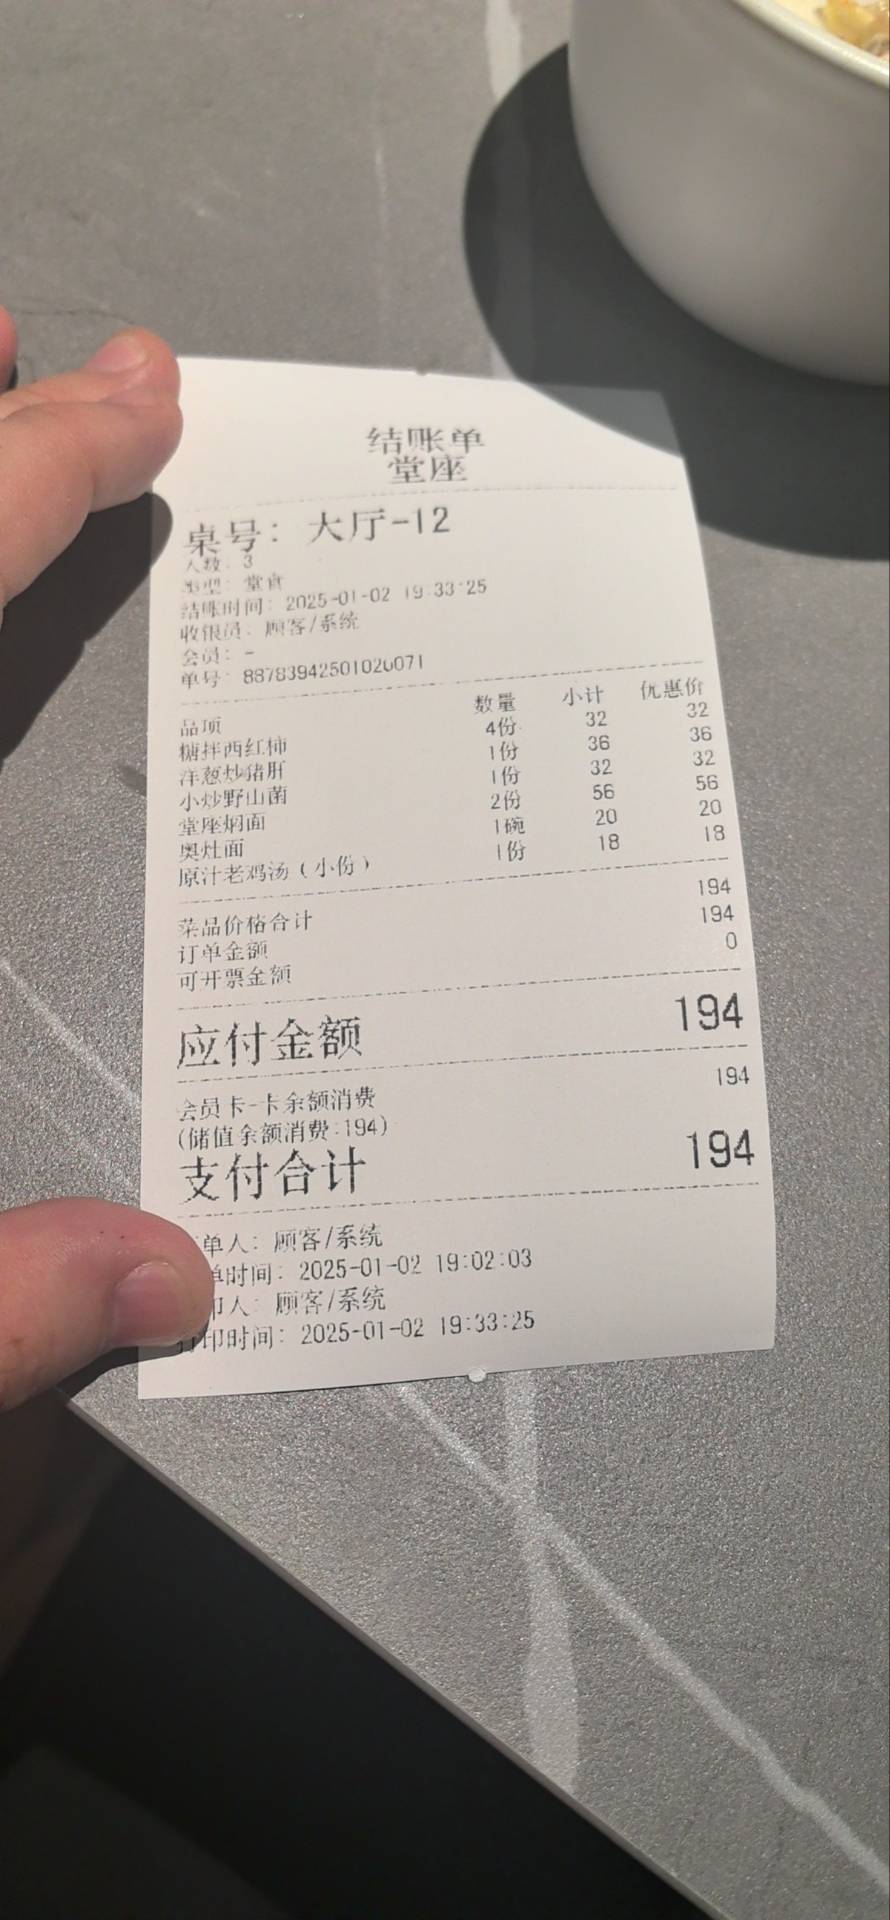 结账单
堂座
桌号：大厅-12
人数：3
类型：堂食
结账时间：2025-01-02 19:33:25
收银员：顾客/系统
会员：-
单号：887839425010260071
品项 数量 小计 优惠价
糖拌西红柿 4份 32 32
洋葱炒猪肝 1份 36 36
小炒野山菌 1份 32 32
堂座焖面 2份 56 56
奥灶面 1碗 20 20
原汁老鸡汤（小份） 1份 18 18
菜品价格合计 194
订单金额 194
可开票金额 0
应付金额 194
会员卡-卡余额消费 194
(储值余额消费:194)
支付合计 194
单人：顾客/系统
单时间：2025-01-02 19:02:03
印人：顾客/系统
打印时间：2025-01-02 19:33:25